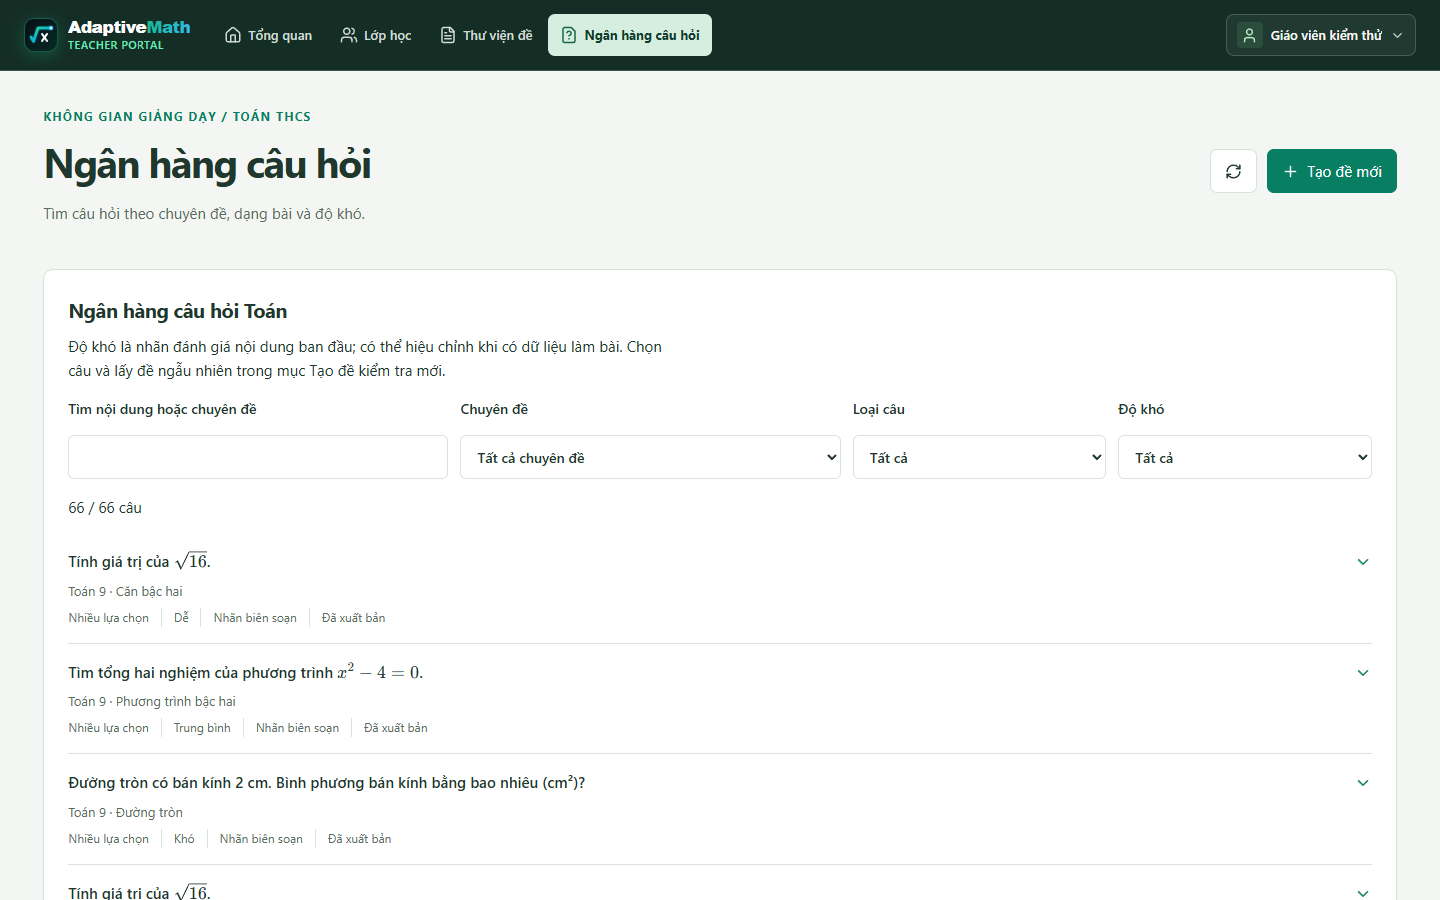 AdaptiveMath
TEACHER PORTAL
Tổng quan
Lớp học
Thư viện đề
Ngân hàng câu hỏi
Giáo viên kiểm thử
KHÔNG GIAN GIẢNG DẠY / TOÁN THCS
Ngân hàng câu hỏi
Tìm câu hỏi theo chuyên đề, dạng bài và độ khó.
Tạo đề mới
Ngân hàng câu hỏi Toán
Độ khó là nhãn đánh giá nội dung ban đầu; có thể hiệu chỉnh khi có dữ liệu làm bài. Chọn
câu và lấy đề ngẫu nhiên trong mục Tạo đề kiểm tra mới.
Tìm nội dung hoặc chuyên đề
Chuyên đề
Loại câu
Độ khó
Tất cả chuyên đề
Tất cả
Tất cả
66 / 66 câu
Tính giá trị của √16.
Toán 9 · Căn bậc hai
Nhiều lựa chọn
Dễ
Nhãn biên soạn
Đã xuất bản
Tìm tổng hai nghiệm của phương trình x² − 4 = 0.
Toán 9 · Phương trình bậc hai
Nhiều lựa chọn
Trung bình
Nhãn biên soạn
Đã xuất bản
Đường tròn có bán kính 2 cm. Bình phương bán kính bằng bao nhiêu (cm²)?
Toán 9 · Đường tròn
Nhiều lựa chọn
Khó
Nhãn biên soạn
Đã xuất bản
Tính giá trị của √16.